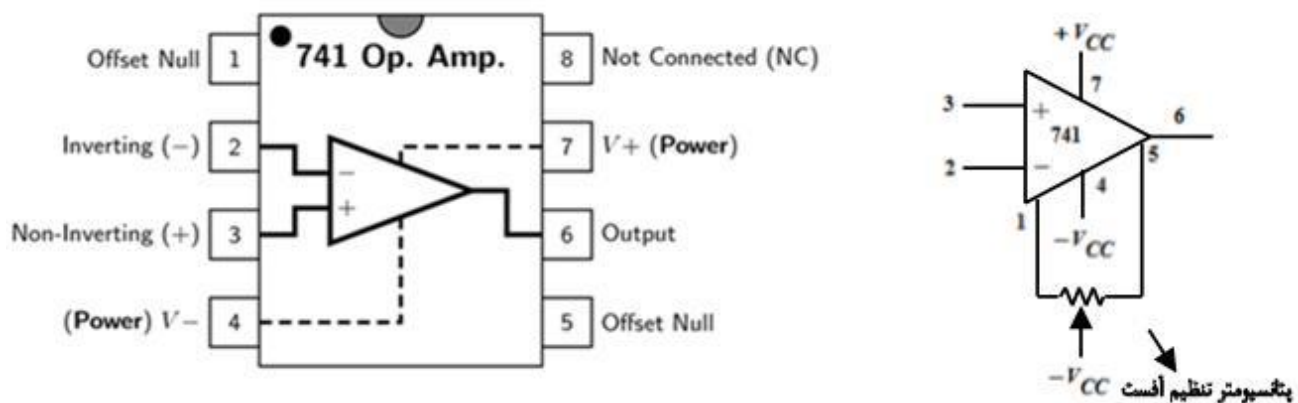 741 Op. Amp.
Offset Null 1
8 Not Connected (NC)
Inverting (−) 2
7 V+ (Power)
−
+
Non-Inverting (+) 3
6 Output
(Power) V− 4
5 Offset Null
+VCC
7
3
+
741
6
2
−
5
4
1
−VCC
−VCC
پتانسیومتر تنظیم أفست